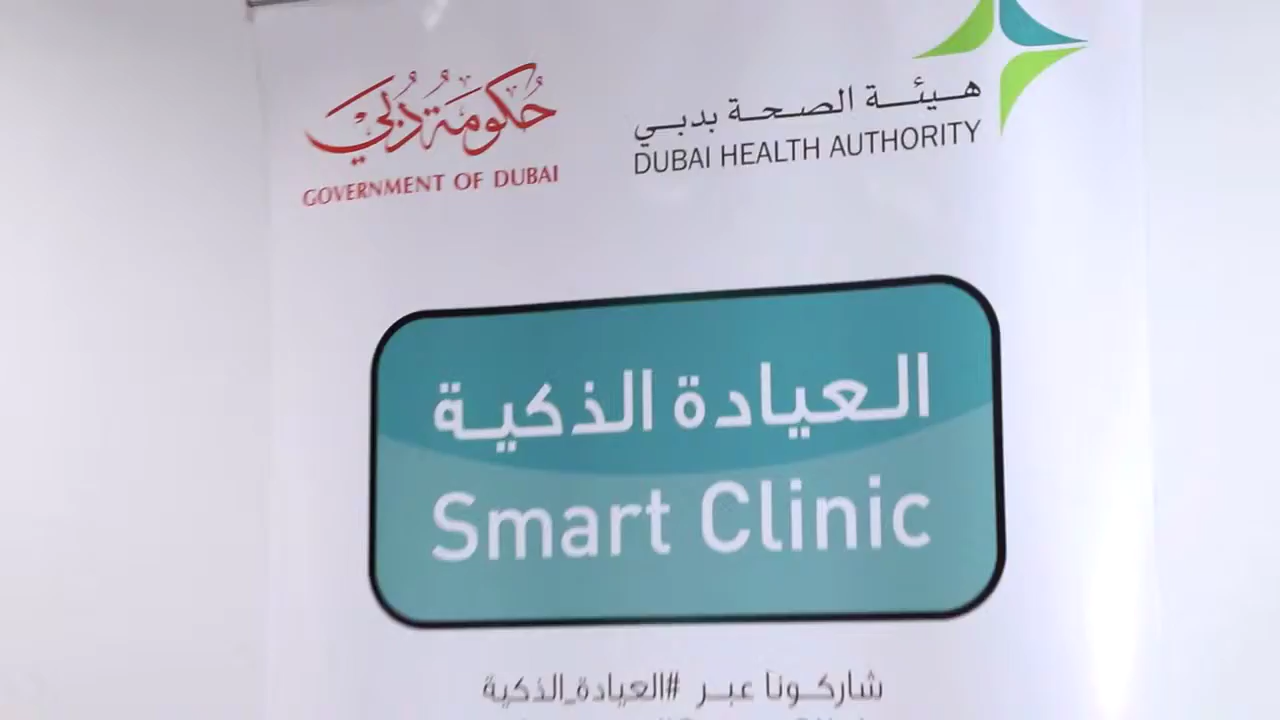 حكومة دبي
GOVERNMENT OF DUBAI
هيئة الصحة بدبي
DUBAI HEALTH AUTHORITY
العيادة الذكية
Smart Clinic
شاركونا عبر #العيادة_الذكية